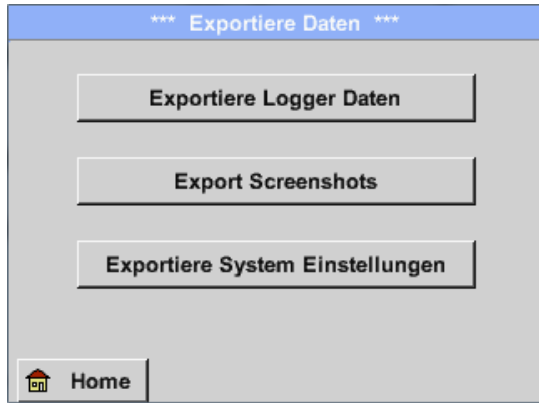 *** Exportiere Daten ***
Exportiere Logger Daten
Export Screenshots
Exportiere System Einstellungen
Home